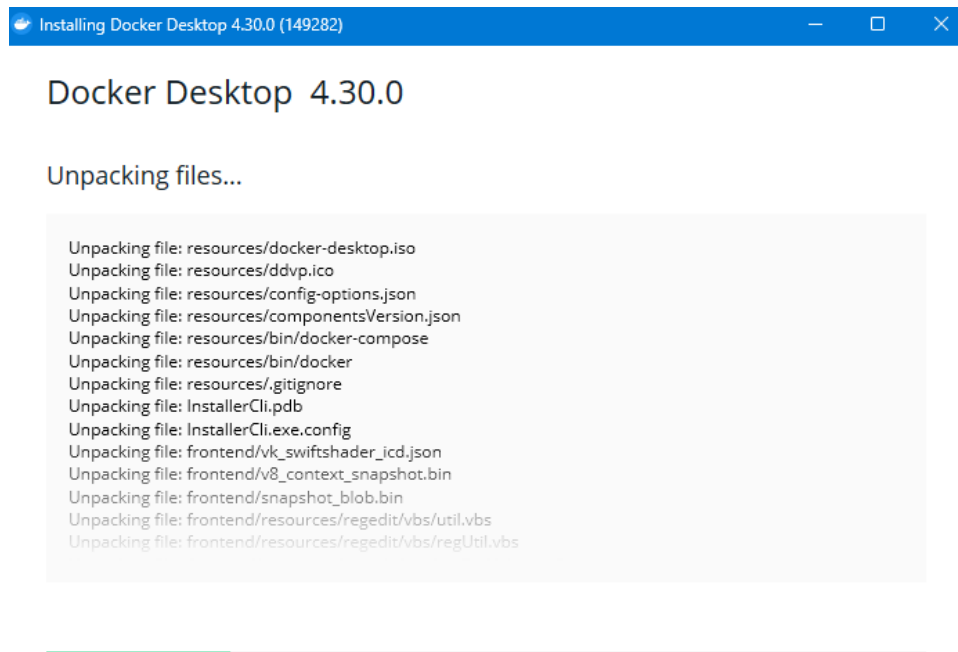 Installing Docker Desktop 4.30.0 (149282)
Docker Desktop 4.30.0
Unpacking files...
Unpacking file: resources/docker-desktop.iso
Unpacking file: resources/ddvp.ico
Unpacking file: resources/config-options.json
Unpacking file: resources/componentsVersion.json
Unpacking file: resources/bin/docker-compose
Unpacking file: resources/bin/docker
Unpacking file: resources/.gitignore
Unpacking file: InstallerCli.pdb
Unpacking file: InstallerCli.exe.config
Unpacking file: frontend/vk_swiftshader_icd.json
Unpacking file: frontend/v8_context_snapshot.bin
Unpacking file: frontend/snapshot_blob.bin
Unpacking file: frontend/resources/regedit/vbs/util.vbs
Unpacking file: frontend/resources/regedit/vbs/regUtil.vbs